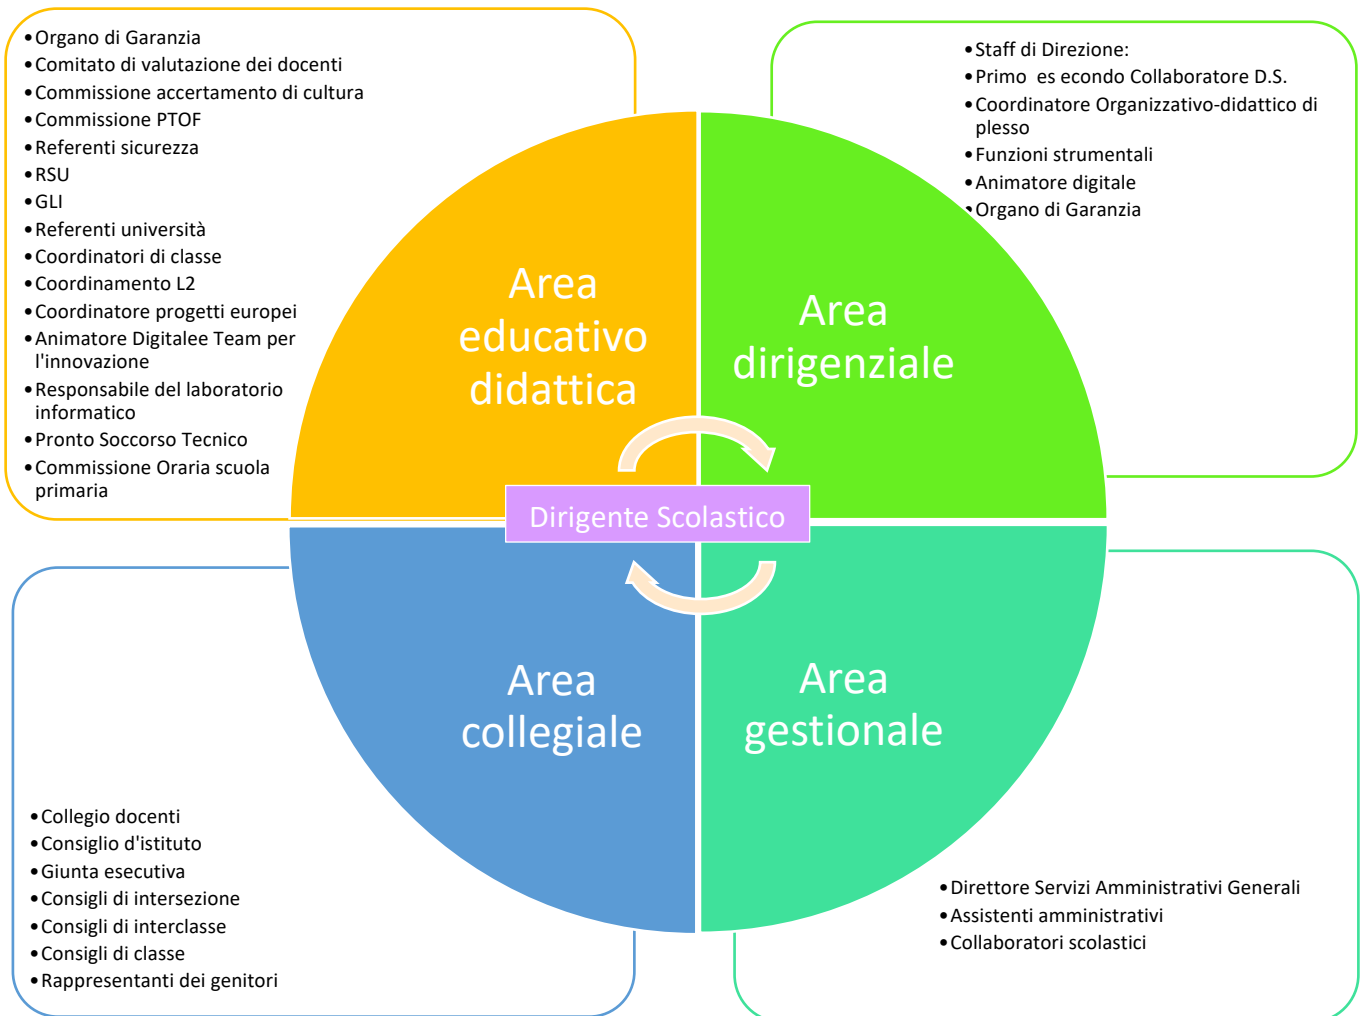 •Organo di Garanzia
•Comitato di valutazione dei docenti
•Commissione accertamento di cultura
•Commissione PTOF
•Referenti sicurezza
•RSU
•GLI
•Referenti università
•Coordinatori di classe
•Coordinamento L2
•Coordinatore progetti europei
•Animatore Digitalee Team per
l'innovazione
•Responsabile del laboratorio
informatico
•Pronto Soccorso Tecnico
•Commissione Oraria scuola
primaria
•Staff di Direzione:
•Primo es econdo Collaboratore D.S.
•Coordinatore Organizzativo-didattico di
plesso
•Funzioni strumentali
•Animatore digitale
•Organo di Garanzia
Area
educativo
didattica
Area
dirigenziale
Dirigente Scolastico
Area
collegiale
Area
gestionale
•Collegio docenti
•Consiglio d'istituto
•Giunta esecutiva
•Consigli di intersezione
•Consigli di interclasse
•Consigli di classe
•Rappresentanti dei genitori
•Direttore Servizi Amministrativi Generali
•Assistenti amministrativi
•Collaboratori scolastici